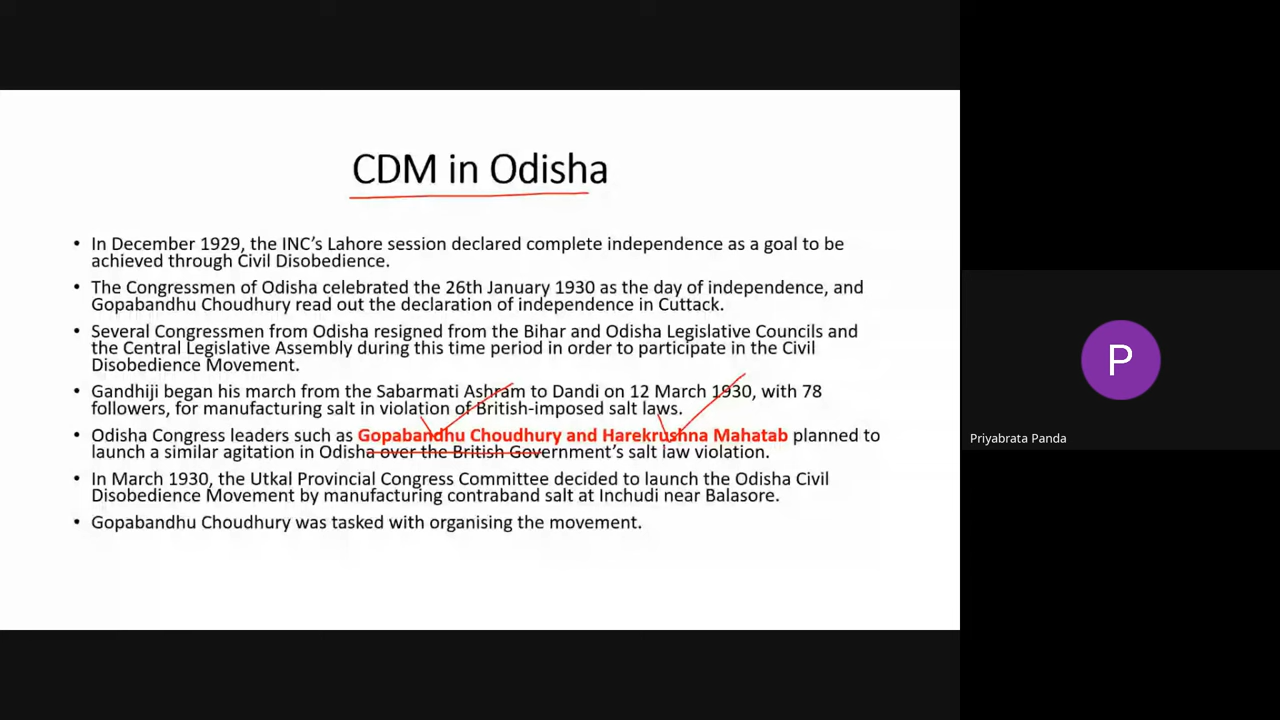 CDM in Odisha
• In December 1929, the INC's Lahore session declared complete independence as a goal to be
achieved through Civil Disobedience.
• The Congressmen of Odisha celebrated the 26th January 1930 as the day of independence, and
Gopabandhu Choudhury read out the declaration of independence in Cuttack.
• Several Congressmen from Odisha resigned from the Bihar and Odisha Legislative Councils and
the Central Legislative Assembly during this time period in order to participate in the Civil
Disobedience Movement.
• Gandhiji began his march from the Sabarmati Ashram to Dandi on 12 March 1930, with 78
followers, for manufacturing salt in violation of British-imposed salt laws.
• Odisha Congress leaders such as Gopabandhu Choudhury and Harekrushna Mahatab planned to
launch a similar agitation in Odisha over the British Government's salt law violation.
• In March 1930, the Utkal Provincial Congress Committee decided to launch the Odisha Civil
Disobedience Movement by manufacturing contraband salt at Inchudi near Balasore.
• Gopabandhu Choudhury was tasked with organising the movement.
P
Priyabrata Panda